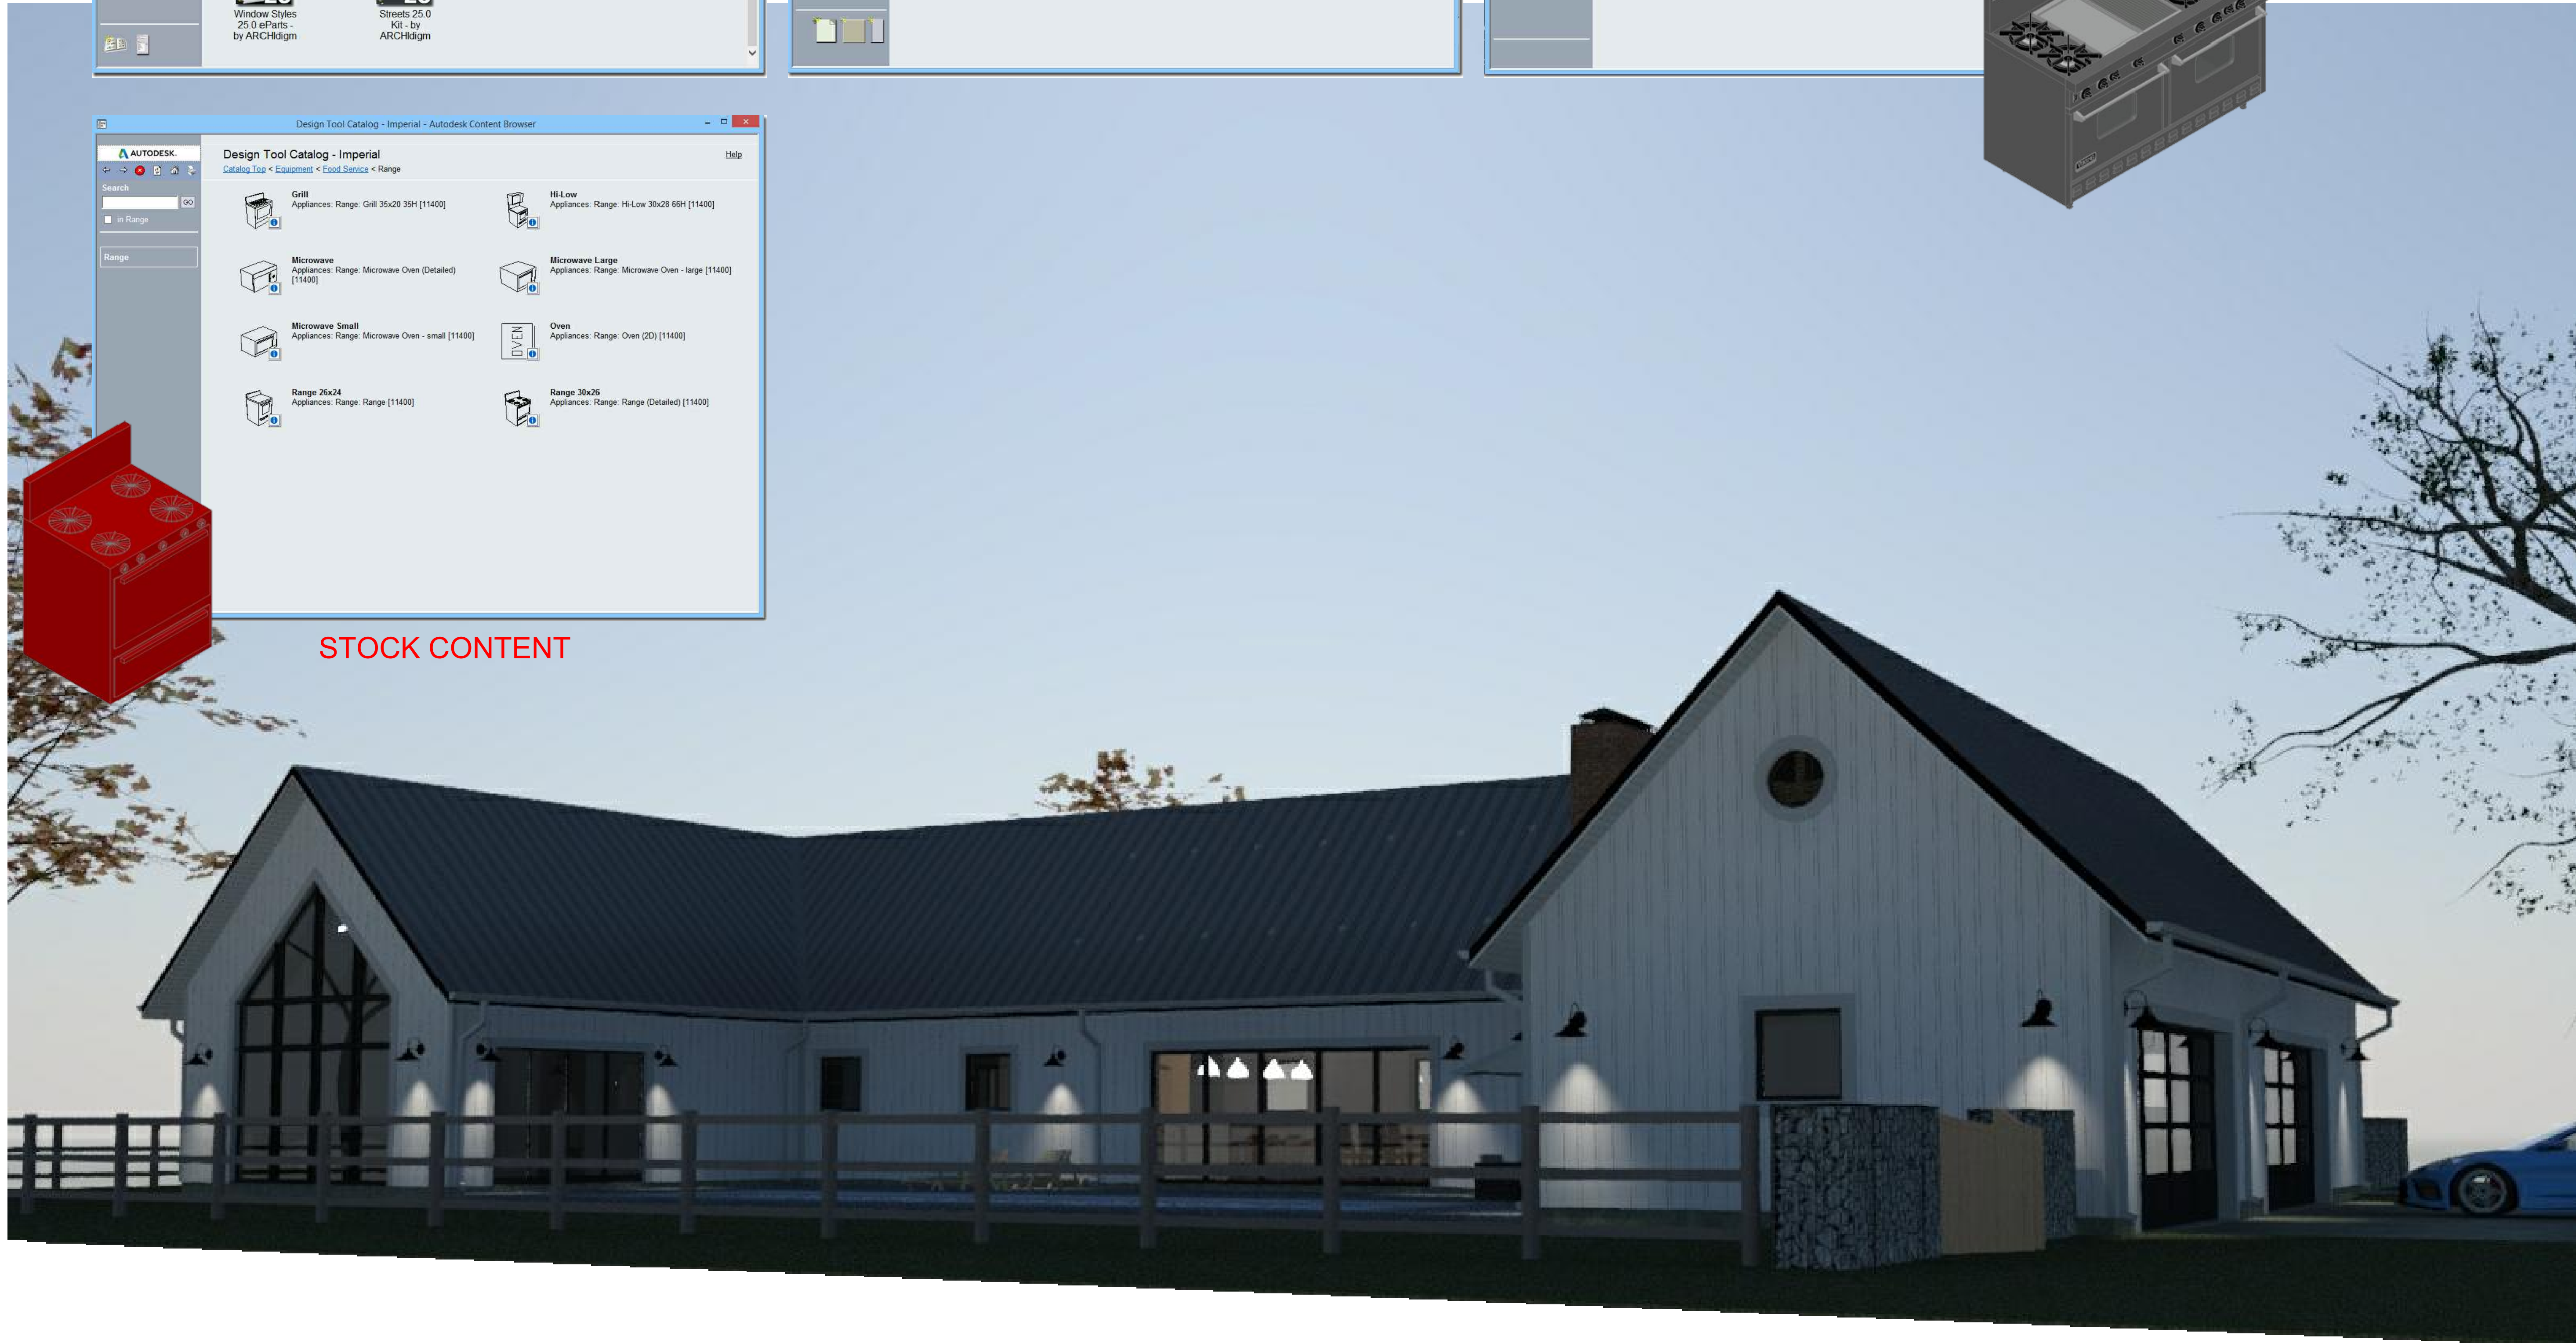 Window Styles
25.0 eParts -
by ARCHIdigm
Streets 25.0
Kit - by
ARCHIdigm
Design Tool Catalog - Imperial - Autodesk Content Browser
AUTODESK.
Search
GO
in Range
Range
Design Tool Catalog - Imperial
Help
Catalog Top < Equipment < Food Service < Range
Grill
Appliances: Range: Grill 35x20 35H [11400]
Hi-Low
Appliances: Range: Hi-Low 30x28 66H [11400]
Microwave
Appliances: Range: Microwave Oven (Detailed)
[11400]
Microwave Large
Appliances: Range: Microwave Oven - large [11400]
Microwave Small
Appliances: Range: Microwave Oven - small [11400]
OVEN
Oven
Appliances: Range: Oven (2D) [11400]
Range 26x24
Appliances: Range: Range [11400]
Range 30x26
Appliances: Range: Range (Detailed) [11400]
STOCK CONTENT